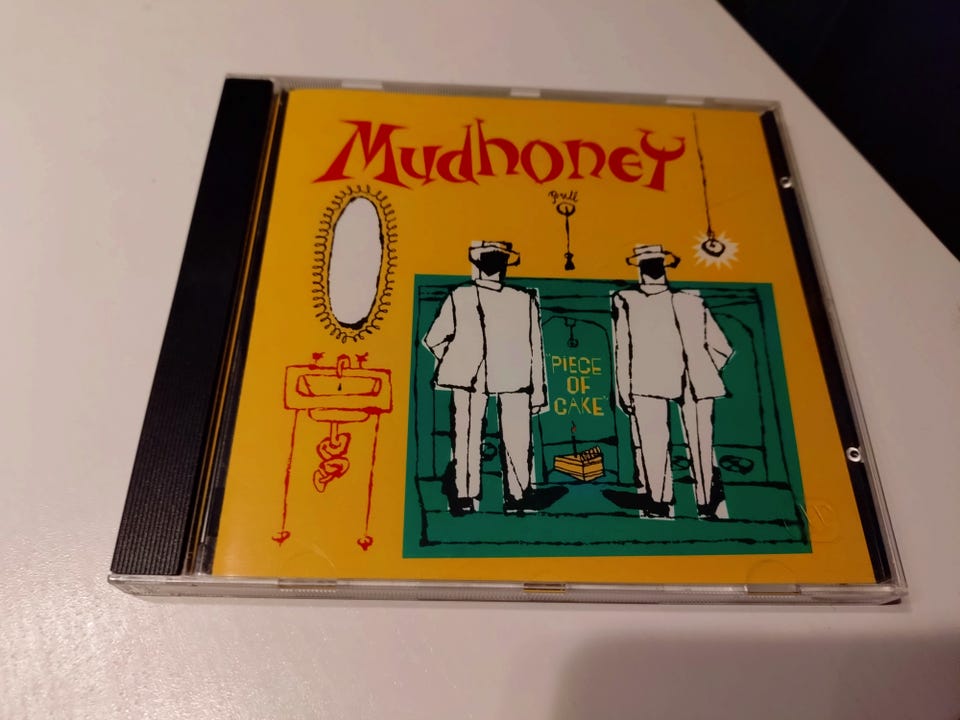 MudhoneY
Pull
"PIECE
OF
CAKE"